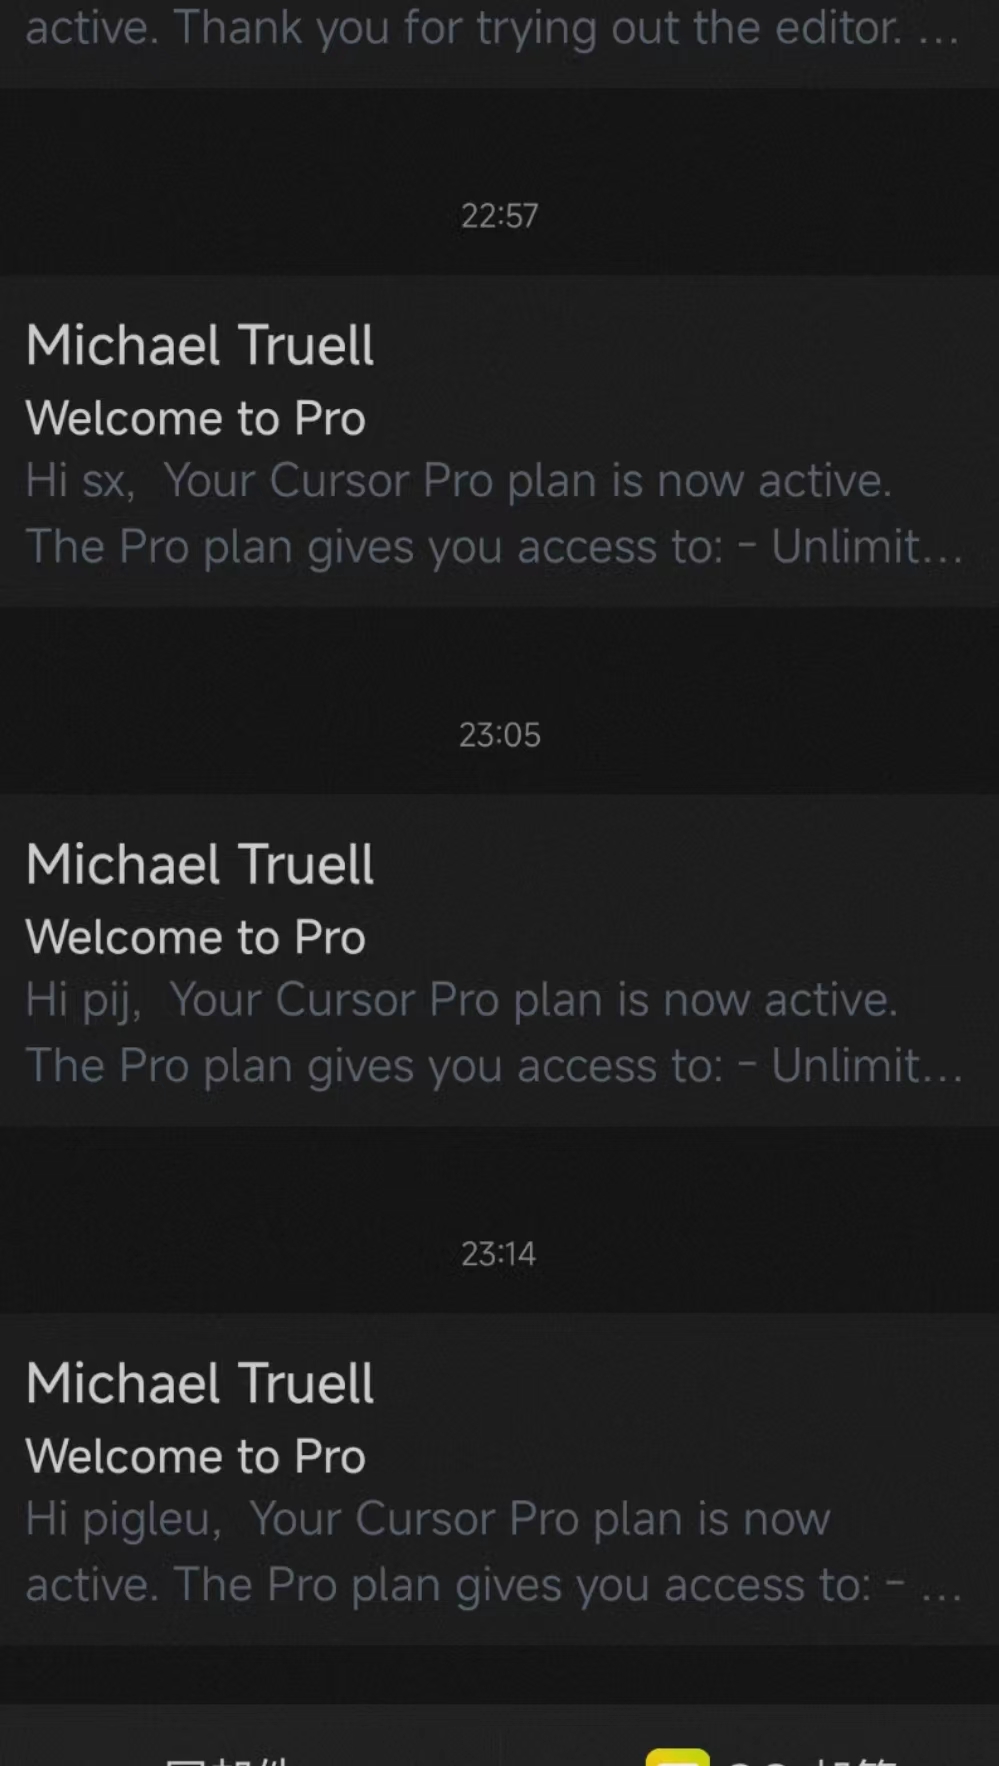 active. Thank you for trying out the editor. ...
22:57
Michael Truell
Welcome to Pro
Hi sx, Your Cursor Pro plan is now active.
The Pro plan gives you access to: - Unlimit...
23:05
Michael Truell
Welcome to Pro
Hi pij, Your Cursor Pro plan is now active.
The Pro plan gives you access to: - Unlimit...
23:14
Michael Truell
Welcome to Pro
Hi pigleu, Your Cursor Pro plan is now
active. The Pro plan gives you access to: - ...